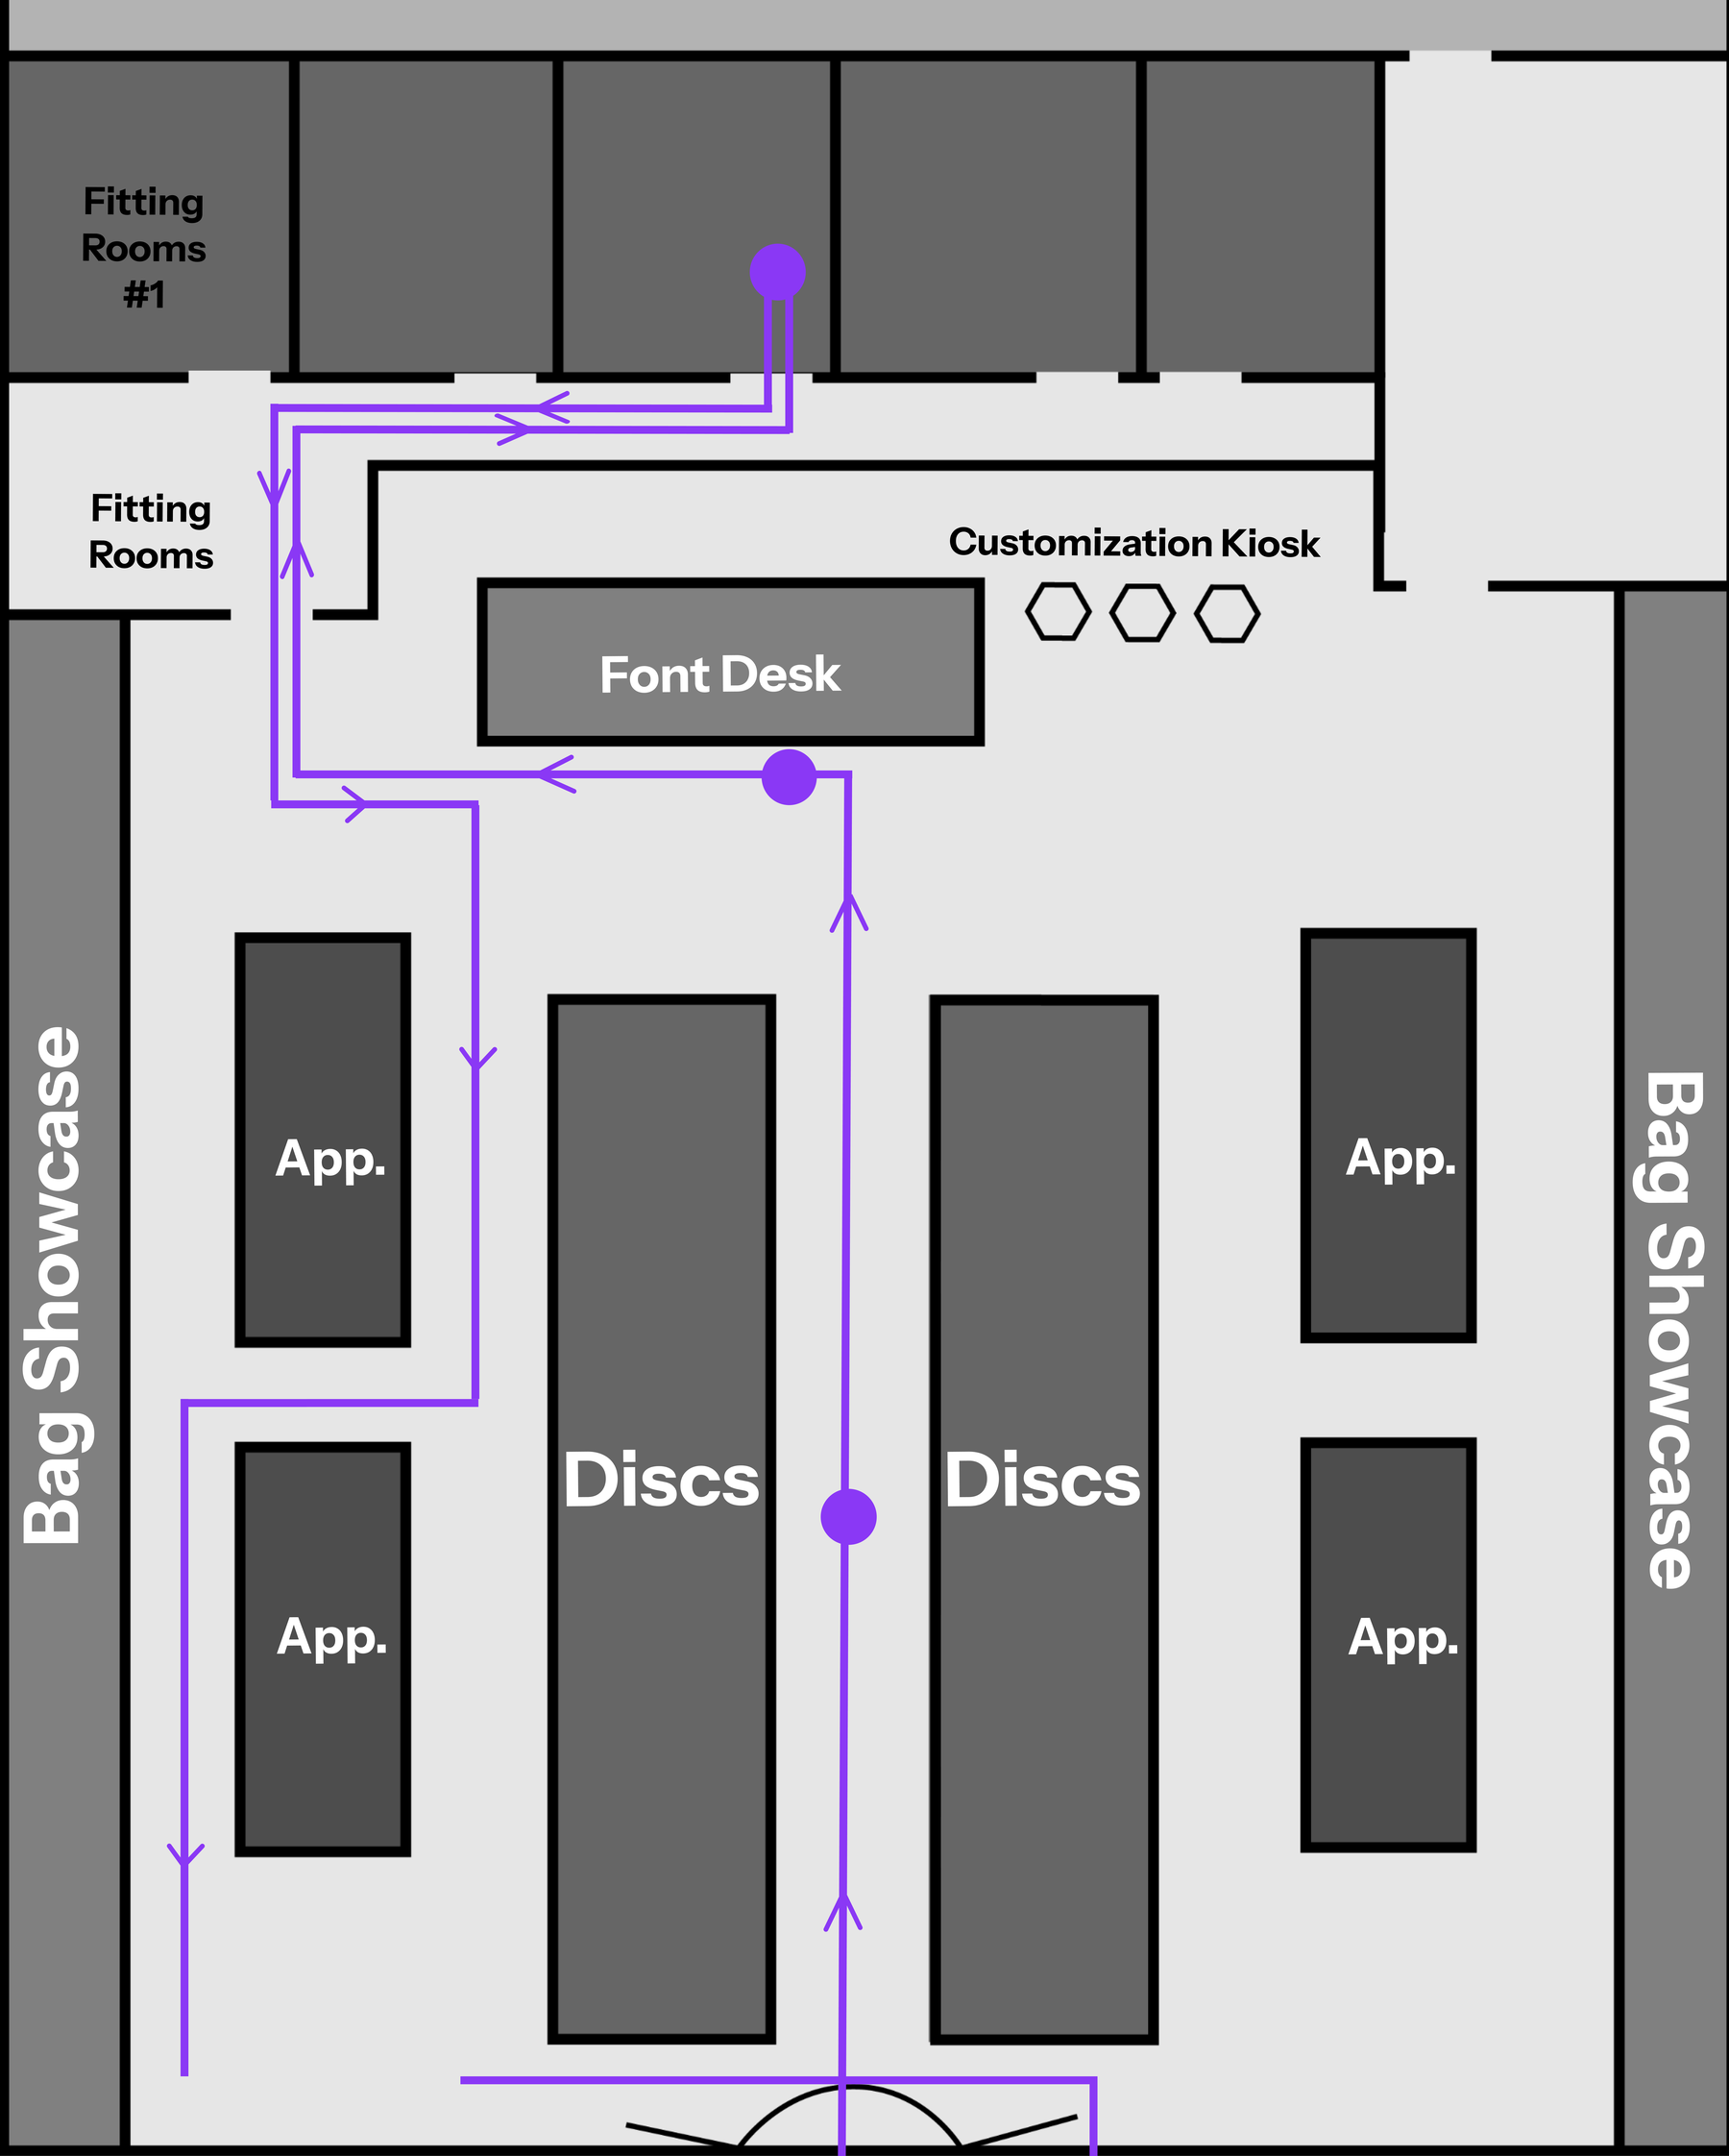 Fitting
Rooms
#1
Fitting
Rooms
Customization Kiosk
Font Desk
App.
App.
Bag Showcase
Bag Showcase
Discs
Discs
App.
App.